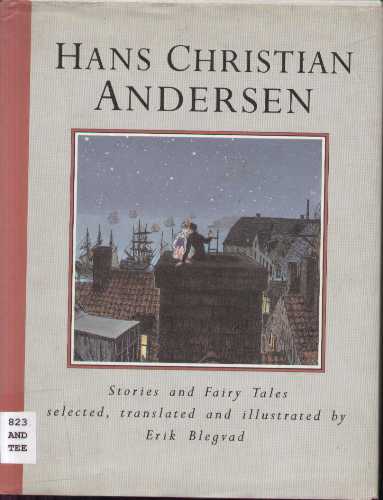 HANS CHRISTIAN
ANDERSEN
Stories and Fairy Tales
selected, translated and illustrated by
Erik Blegvad
823
AND
TEE